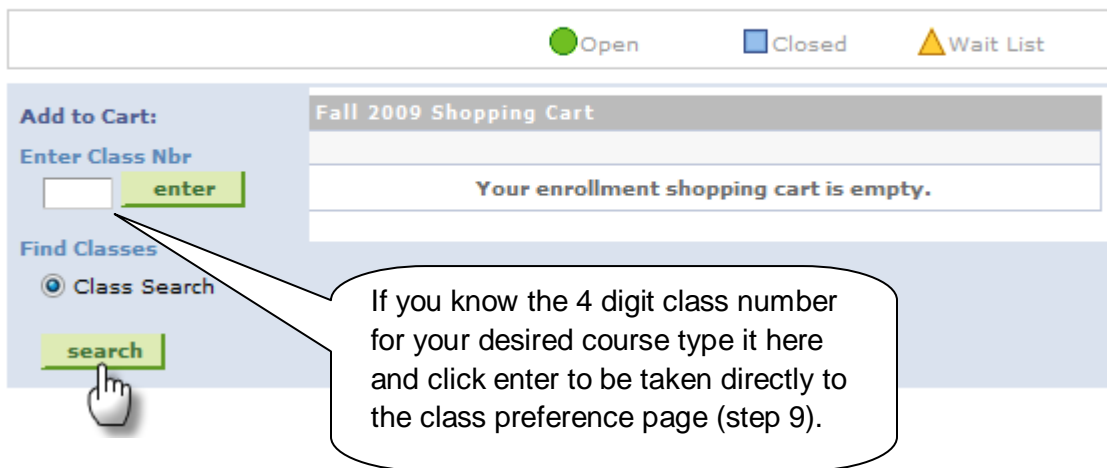 Open Closed Wait List
Add to Cart:
Enter Class Nbr
enter
Find Classes
Class Search
search
Fall 2009 Shopping Cart
Your enrollment shopping cart is empty.
If you know the 4 digit class number
for your desired course type it here
and click enter to be taken directly to
the class preference page (step 9).